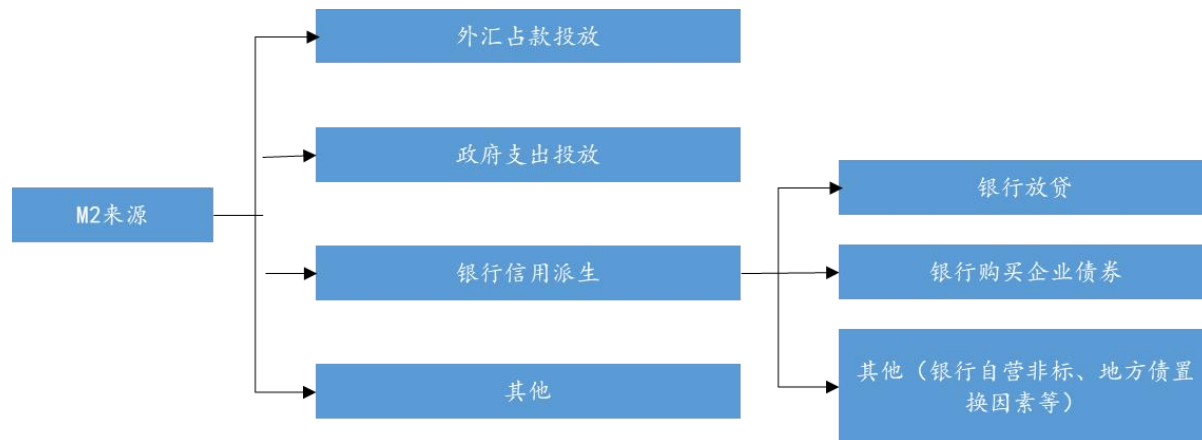 外汇占款投放
政府支出投放
M2来源
银行信用派生
其他
银行放贷
银行购买企业债券
其他（银行自营非标、地方债置
换因素等）